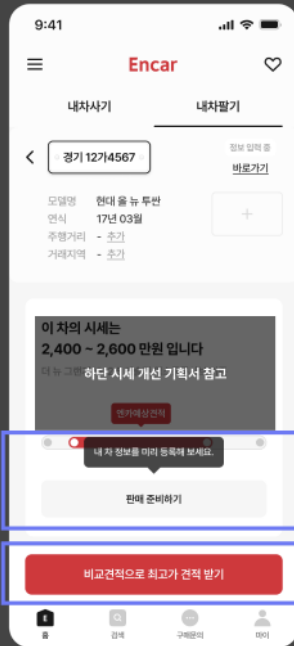 9:41
Encar
내차사기 내차팔기
경기 12가4567 정보 입력 중
바로가기
모델명 현대 올 뉴 투싼
연식 17년 03월
주행거리 - 추가
거래지역 - 추가
이 차의 시세는
2,400 ~ 2,600 만원 입니다
더 뉴 그랜
하단 시세 개선 기획서 참고
엔카예상견적
내 차 정보를 미리 등록해 보세요.
판매 준비하기
비교견적으로 최고가 견적 받기
E
홈 검색 구매문의 마이